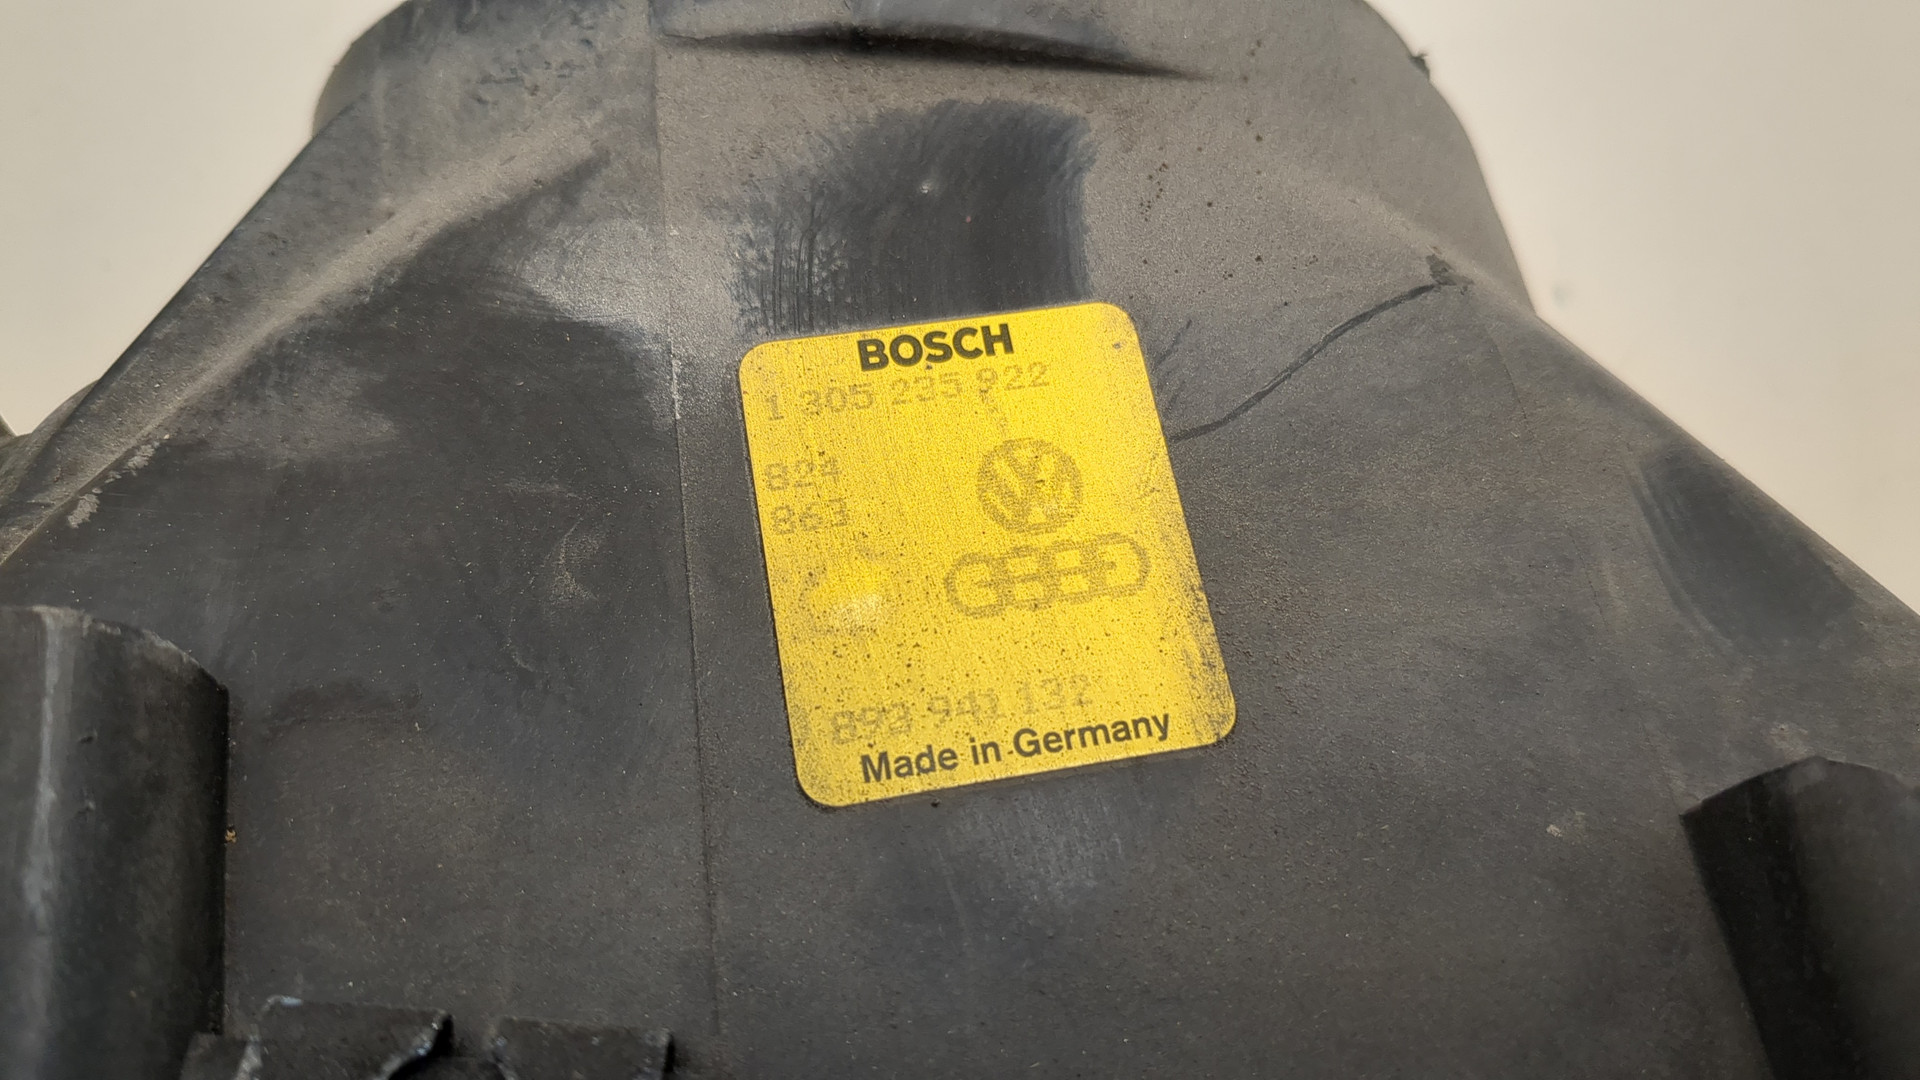 BOSCH
1 305 235 922
824
863
893 941 132
Made in Germany